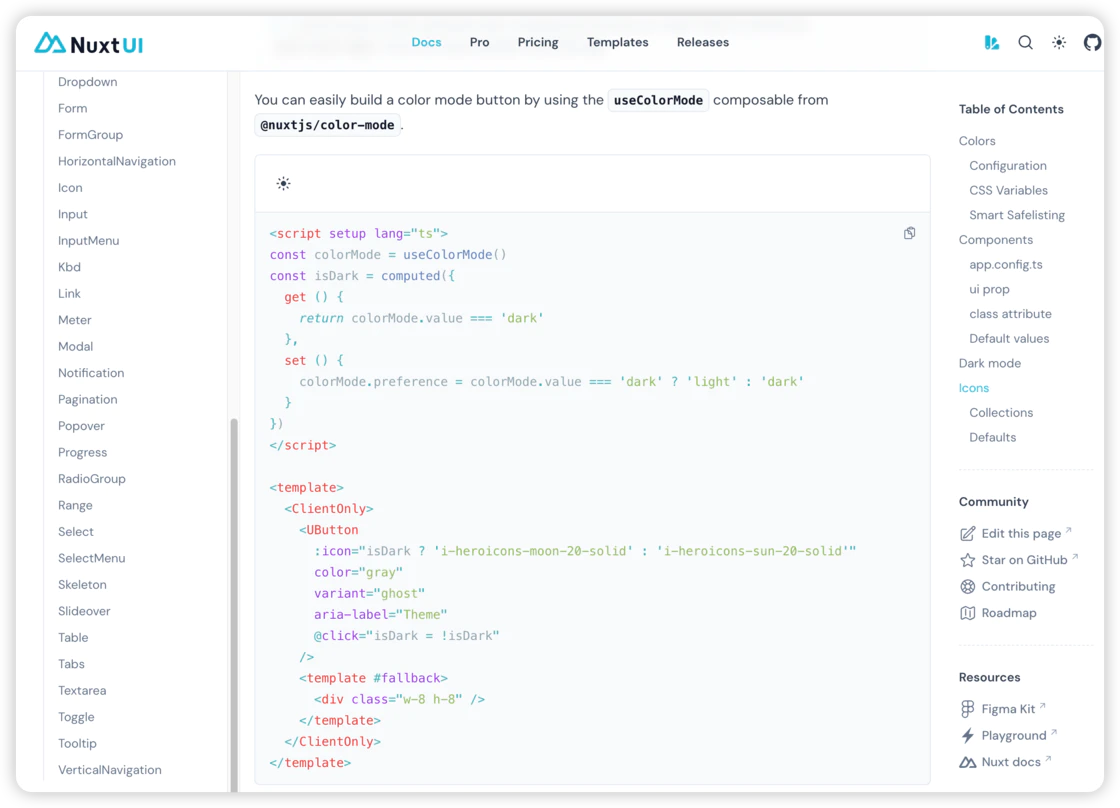 NuxtUI
Docs
Pro
Pricing
Templates
Releases
Dropdown
Form
FormGroup
HorizontalNavigation
Icon
Input
InputMenu
Kbd
Link
Meter
Modal
Notification
Pagination
Popover
Progress
RadioGroup
Range
Select
SelectMenu
Skeleton
Slideover
Table
Tabs
Textarea
Toggle
Tooltip
VerticalNavigation
You can easily build a color mode button by using the useColorMode composable from
@nuxtjs/color-mode.
<script setup lang="ts">
const colorMode = useColorMode()
const isDark = computed({
  get () {
    return colorMode.value === 'dark'
  },
  set () {
    colorMode.preference = colorMode.value === 'dark' ? 'light' : 'dark'
  }
})
</script>
<template>
  <ClientOnly>
    <UButton
      :icon="isDark ? 'i-heroicons-moon-20-solid' : 'i-heroicons-sun-20-solid'"
      color="gray"
      variant="ghost"
      aria-label="Theme"
      @click="isDark = !isDark"
    />
    <template #fallback>
      <div class="w-8 h-8" />
    </template>
  </ClientOnly>
</template>
Table of Contents
Colors
Configuration
CSS Variables
Smart Safelisting
Components
app.config.ts
ui prop
class attribute
Default values
Dark mode
Icons
Collections
Defaults
Community
Edit this page
Star on GitHub
Contributing
Roadmap
Resources
Figma Kit
Playground
Nuxt docs